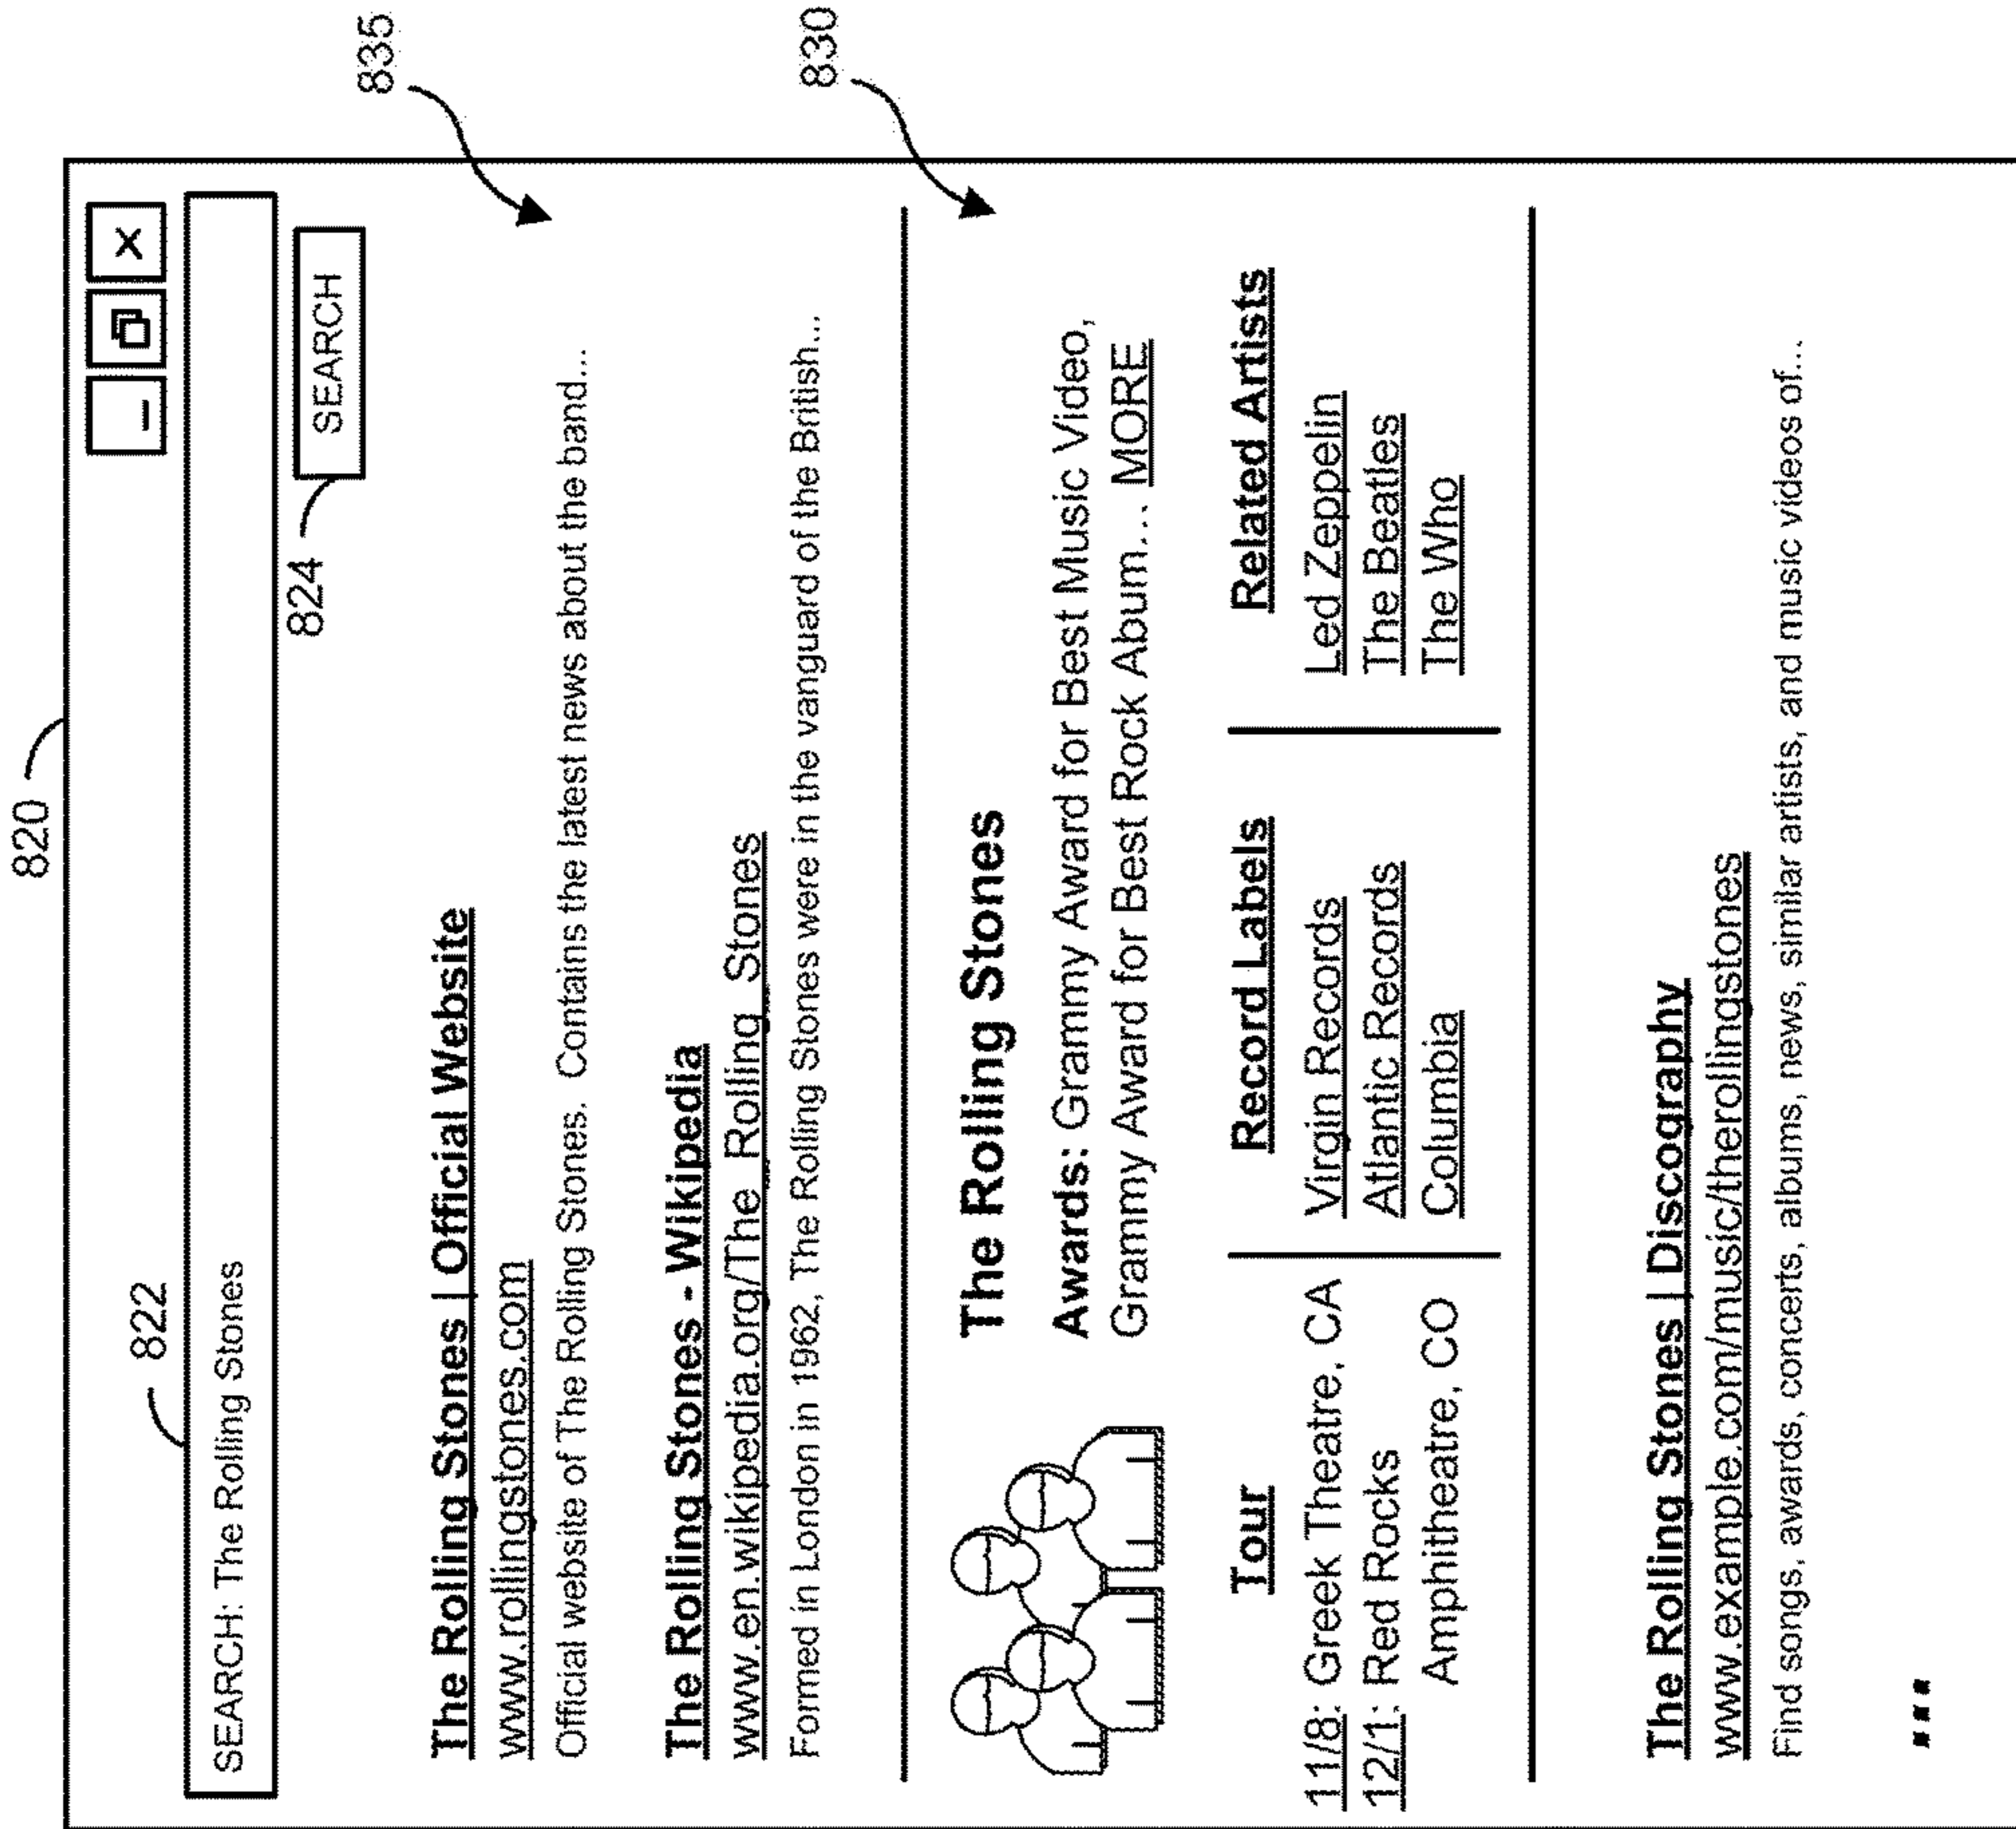 820
822
SEARCH: The Rolling Stones
_ X
824
SEARCH
835
The Rolling Stones | Official Website
www.rollingstones.com
Official website of The Rolling Stones. Contains the latest news about the band...
The Rolling Stones - Wikipedia
www.en.wikipedia.org/The_Rolling_Stones
Formed in London in 1962, The Rolling Stones were in the vanguard of the British...
830
The Rolling Stones
Awards: Grammy Award for Best Music Video,
Grammy Award for Best Rock Abum... MORE
Tour
11/8: Greek Theatre, CA
12/1: Red Rocks
Amphitheatre, CO
Record Labels
Virgin Records
Atlantic Records
Columbia
Related Artists
Led Zeppelin
The Beatles
The Who
The Rolling Stones | Discography
www.example.com/music/therollingstones
Find songs, awards, concerts, albums, news, similar artists, and music videos of...
...